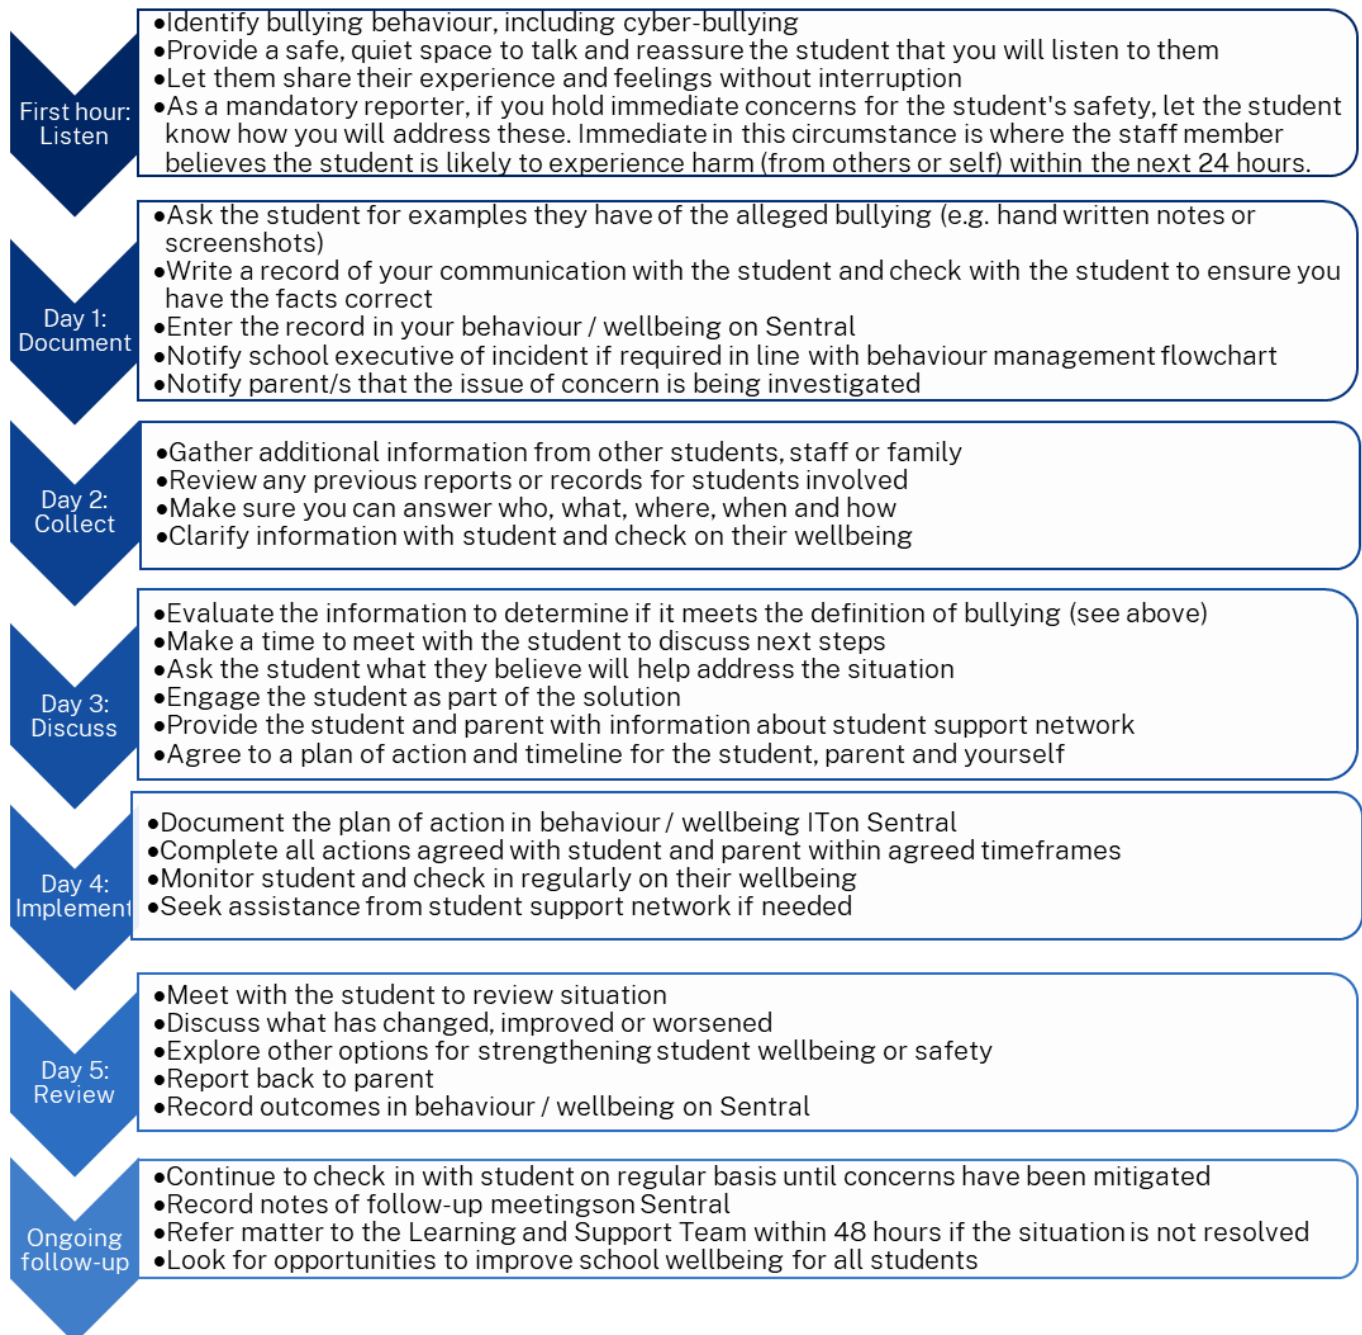 First hour:
Listen
•Identify bullying behaviour, including cyber-bullying
•Provide a safe, quiet space to talk and reassure the student that you will listen to them
•Let them share their experience and feelings without interruption
•As a mandatory reporter, if you hold immediate concerns for the student's safety, let the student
know how you will address these. Immediate in this circumstance is where the staff member
believes the student is likely to experience harm (from others or self) within the next 24 hours.
Day 1:
Document
•Ask the student for examples they have of the alleged bullying (e.g. hand written notes or
screenshots)
•Write a record of your communication with the student and check with the student to ensure you
have the facts correct
•Enter the record in your behaviour / wellbeing on Sentral
•Notify school executive of incident if required in line with behaviour management flowchart
•Notify parent/s that the issue of concern is being investigated
Day 2:
Collect
•Gather additional information from other students, staff or family
•Review any previous reports or records for students involved
•Make sure you can answer who, what, where, when and how
•Clarify information with student and check on their wellbeing
Day 3:
Discuss
•Evaluate the information to determine if it meets the definition of bullying (see above)
•Make a time to meet with the student to discuss next steps
•Ask the student what they believe will help address the situation
•Engage the student as part of the solution
•Provide the student and parent with information about student support network
•Agree to a plan of action and timeline for the student, parent and yourself
Day 4:
Implement
•Document the plan of action in behaviour / wellbeing ITon Sentral
•Complete all actions agreed with student and parent within agreed timeframes
•Monitor student and check in regularly on their wellbeing
•Seek assistance from student support network if needed
Day 5:
Review
•Meet with the student to review situation
•Discuss what has changed, improved or worsened
•Explore other options for strengthening student wellbeing or safety
•Report back to parent
•Record outcomes in behaviour / wellbeing on Sentral
Ongoing
follow-up
•Continue to check in with student on regular basis until concerns have been mitigated
•Record notes of follow-up meetingson Sentral
•Refer matter to the Learning and Support Team within 48 hours if the situation is not resolved
•Look for opportunities to improve school wellbeing for all students